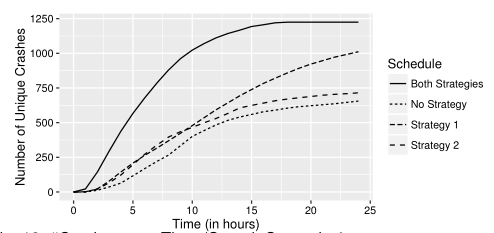 1250
1000
750
500
250
0
Number of Unique Crashes
0
5
10
15
20
25
Time (in hours)
Schedule
Both Strategies
No Strategy
Strategy 1
Strategy 2